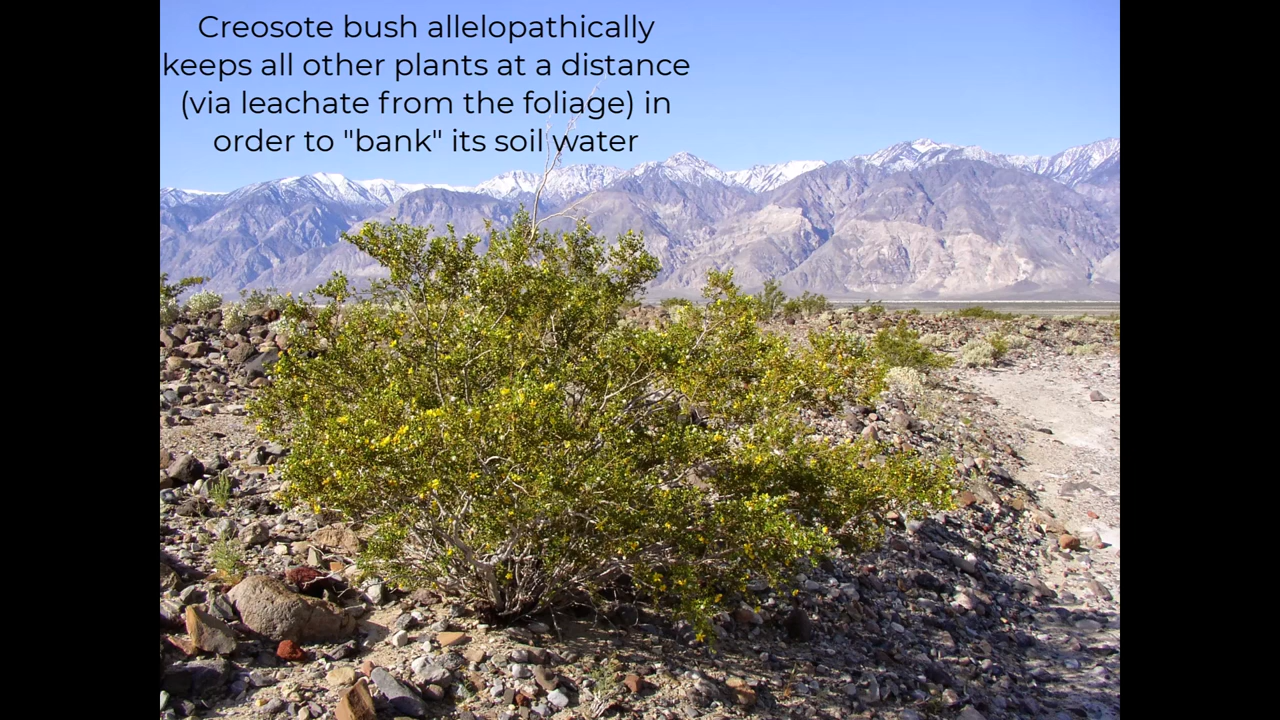 Creosote bush allelopathically
keeps all other plants at a distance
(via leachate from the foliage) in
order to "bank" its soil water